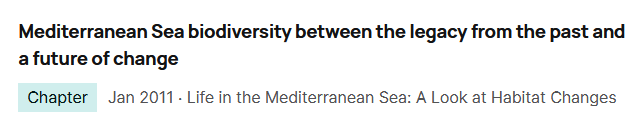 Mediterranean Sea biodiversity between the legacy from the past and
a future of change
Chapter Jan 2011 · Life in the Mediterranean Sea: A Look at Habitat Changes